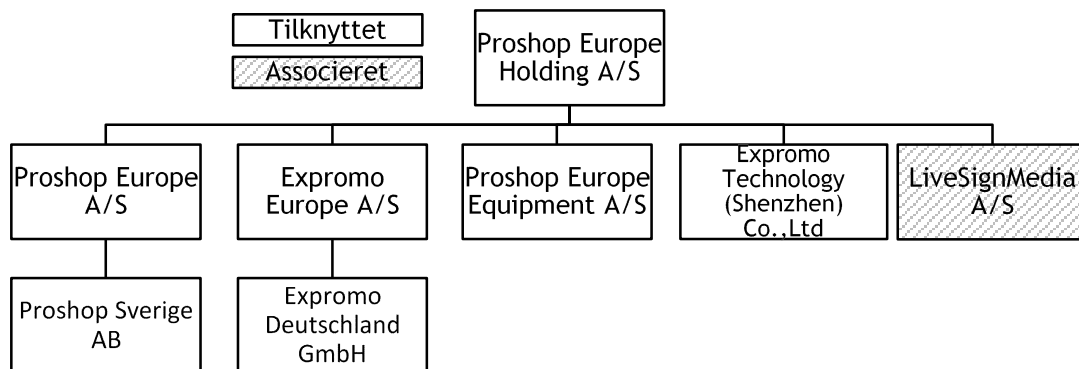 Tilknyttet
Associeret
Proshop Europe
Holding A/S
Proshop Europe
A/S
Expromo
Europe A/S
Proshop Europe
Equipment A/S
Expromo
Technology
(Shenzhen)
Co.,Ltd
LiveSignMedia
A/S
Proshop Sverige
AB
Expromo
Deutschland
GmbH